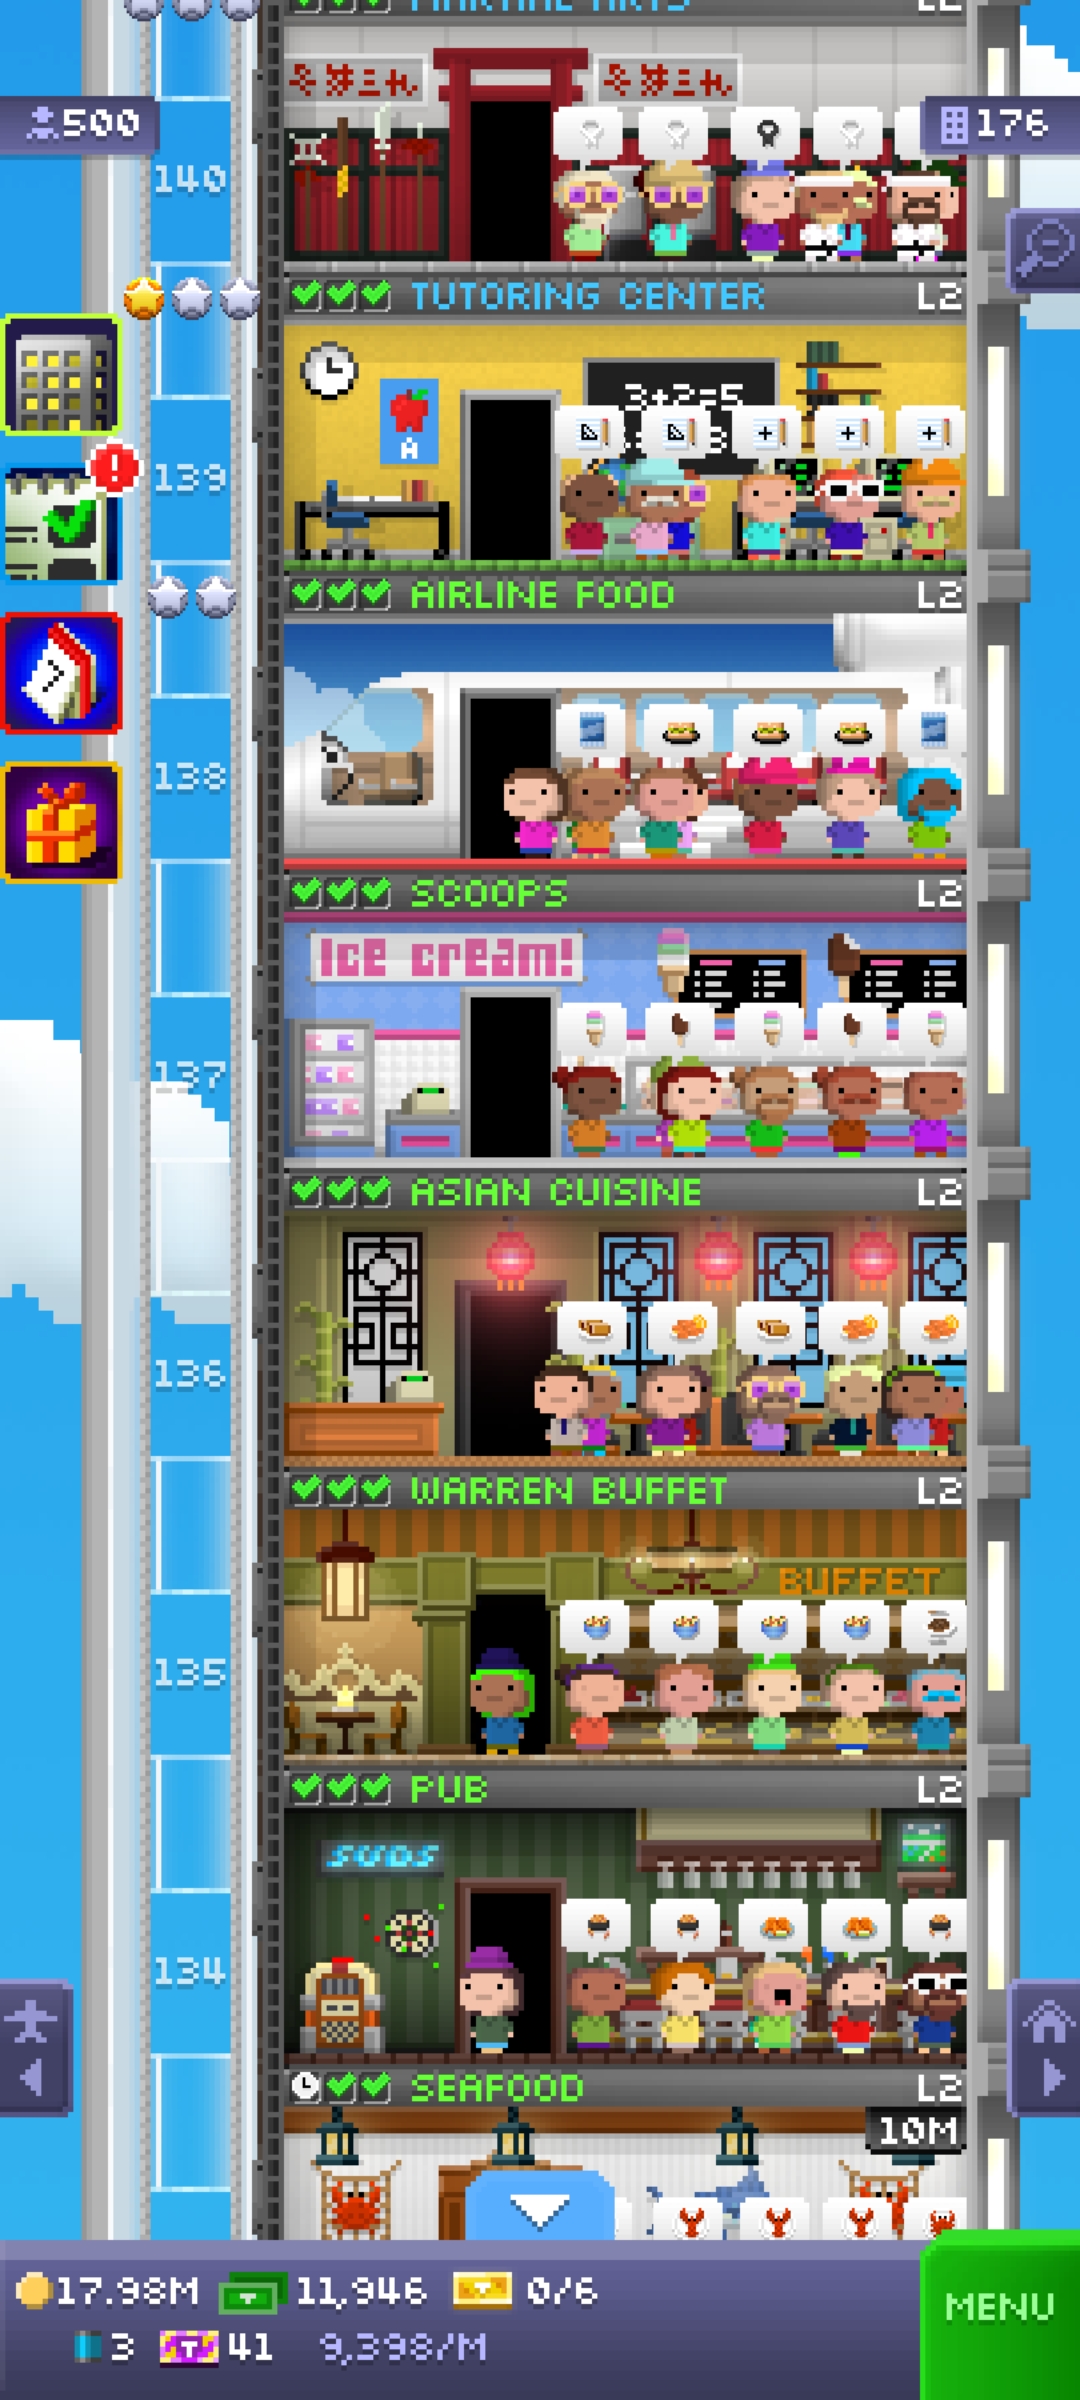 MARTIAL ARTS L2
500
176
140
TUTORING CENTER L2
3+2=5
A
139
AIRLINE FOOD L2
138
SCOOPS L2
Ice cream!
137
ASIAN CUISINE L2
136
WARREN BUFFET L2
BUFFET
135
PUB L2
SUDS
134
SEAFOOD L2
10M
17.98M 11,946 0/6
MENU
3 41 9,398/M